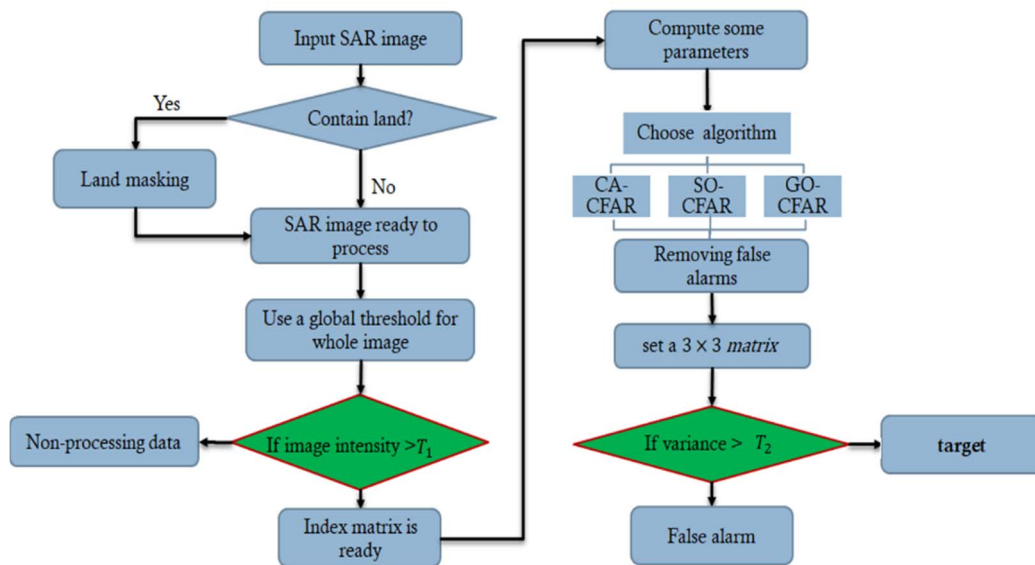 Input SAR image
Yes
Contain land?
Land masking
No
SAR image ready to
process
Use a global threshold for
whole image
Non-processing data
If image intensity >T₁
Index matrix is
ready
Compute some
parameters
Choose algorithm
CA-
CFAR
SO-
CFAR
GO-
CFAR
Removing false
alarms
set a 3 × 3 matrix
If variance > T₂
target
False alarm